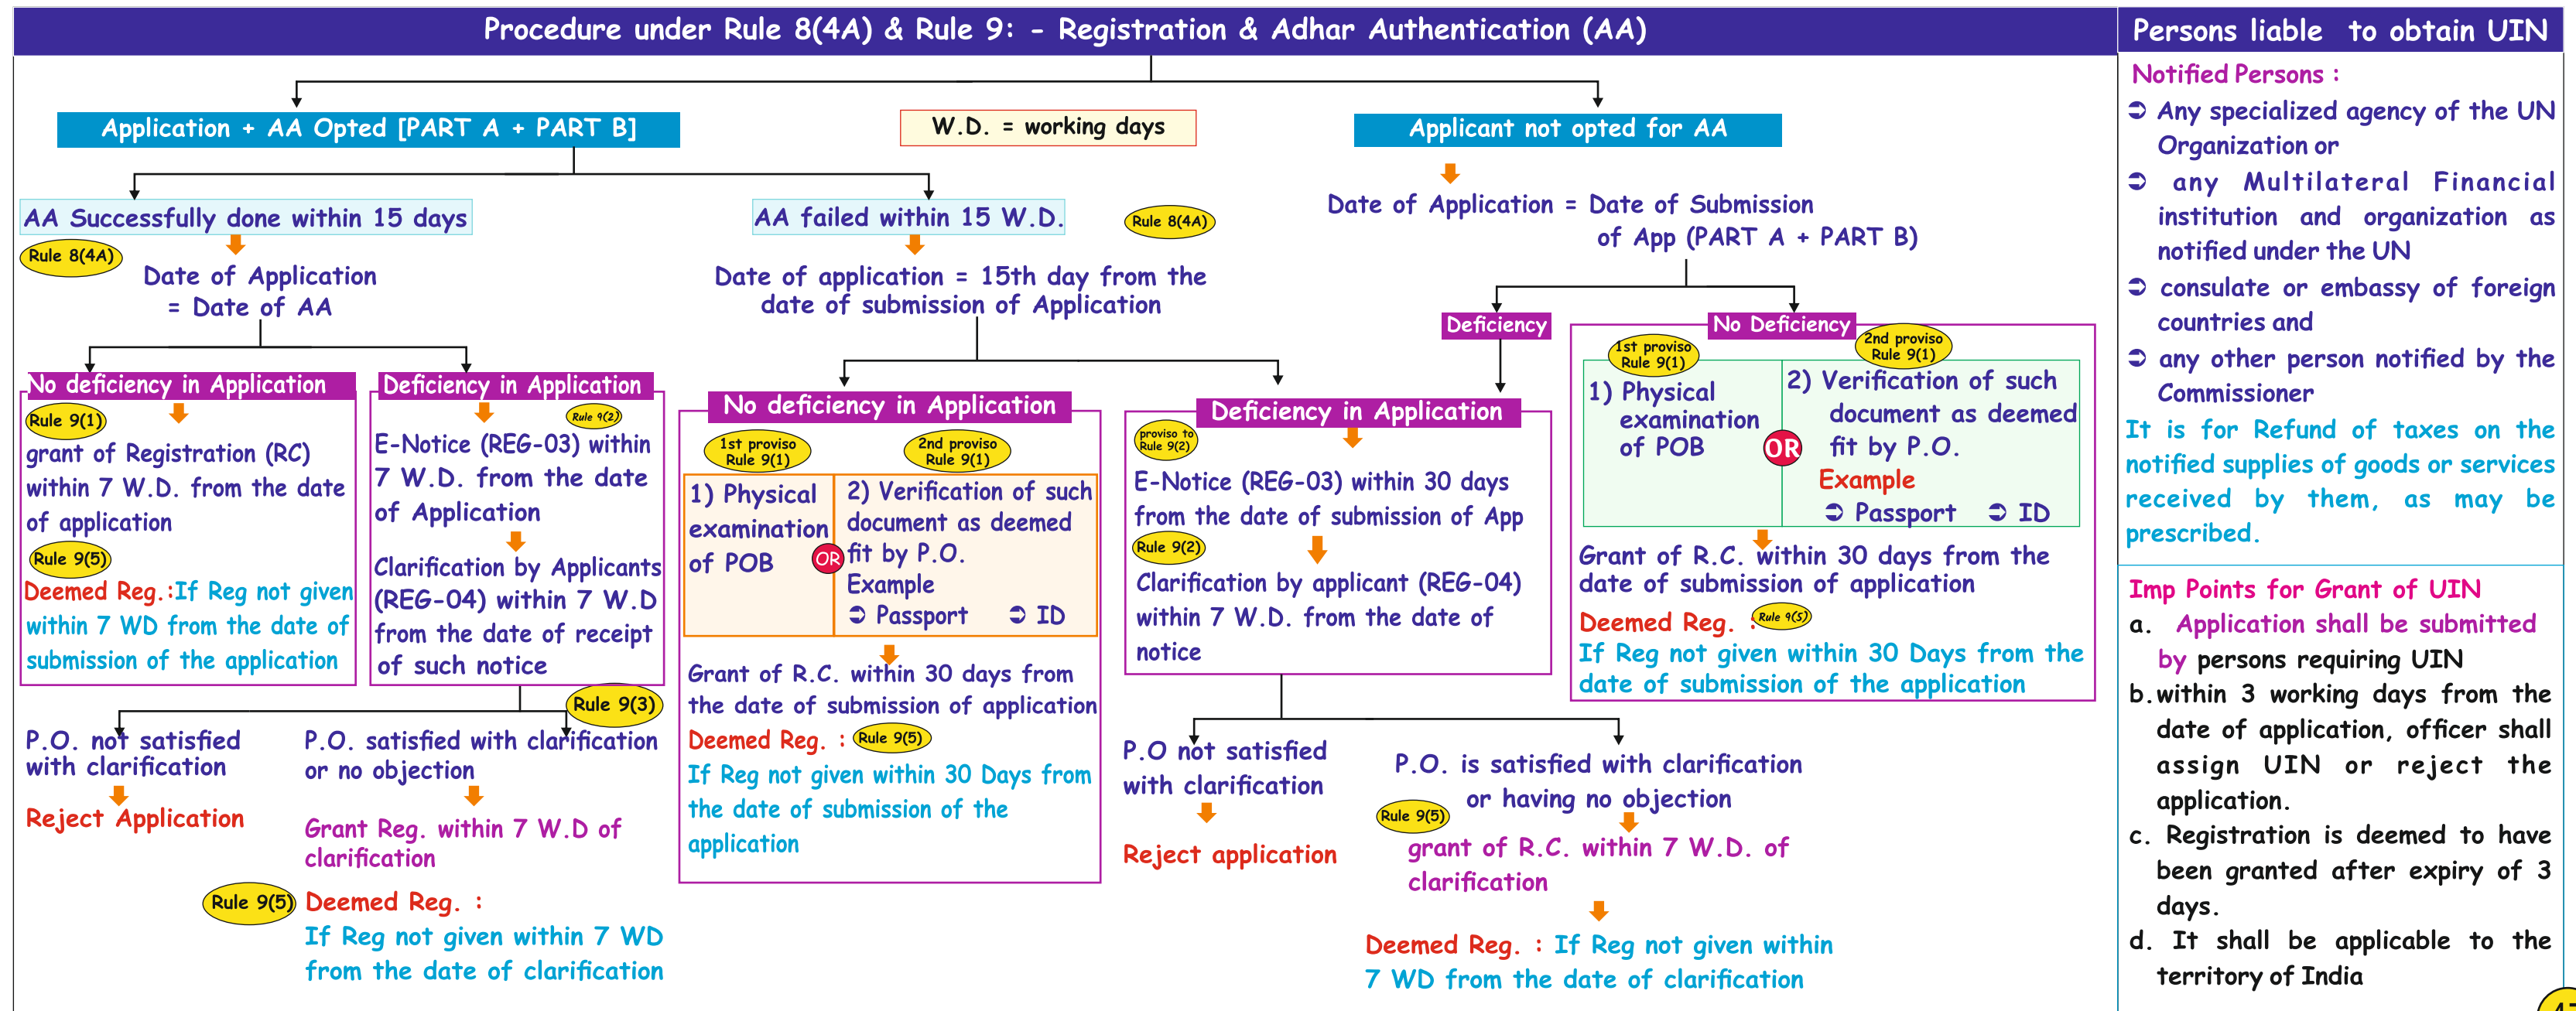 Procedure under Rule 8(4A) & Rule 9: - Registration & Adhar Authentication (AA)
Application + AA Opted [PART A + PART B]
W.D. = working days
Applicant not opted for AA
AA Successfully done within 15 days
Rule 8(4A)
Date of Application
= Date of AA
No deficiency in Application
Rule 9(1)
grant of Registration (RC)
within 7 W.D. from the date
of application
Rule 9(5)
Deemed Reg.:If Reg not given
within 7 WD from the date of
submission of the application
Deficiency in Application
Rule 9(2)
E-Notice (REG-03) within
7 W.D. from the date
of Application
Clarification by Applicants
(REG-04) within 7 W.D
from the date of receipt
of such notice
Rule 9(3)
P.O. not satisfied
with clarification
Reject Application
P.O. satisfied with clarification
or no objection
Grant Reg. within 7 W.D of
clarification
Rule 9(5)
Deemed Reg. :
If Reg not given within 7 WD
from the date of clarification
AA failed within 15 W.D.
Rule 8(4A)
Date of application = 15th day from the
date of submission of Application
No deficiency in Application
1st proviso
Rule 9(1)
2nd proviso
Rule 9(1)
1) Physical
examination
of POB
OR
2) Verification of such
document as deemed
fit by P.O.
Example
➲ Passport ➲ ID
Grant of R.C. within 30 days from
the date of submission of application
Deemed Reg. : Rule 9(5)
If Reg not given within 30 Days from
the date of submission of the
application
Deficiency in Application
proviso to
Rule 9(2)
E-Notice (REG-03) within 30 days
from the date of submission of App
Rule 9(2)
Clarification by applicant (REG-04)
within 7 W.D. from the date of
notice
P.O not satisfied
with clarification
Reject application
P.O. is satisfied with clarification
or having no objection
Rule 9(5)
grant of R.C. within 7 W.D. of
clarification
Deemed Reg. : If Reg not given within
7 WD from the date of clarification
Date of Application = Date of Submission
of App (PART A + PART B)
Deficiency
No Deficiency
1st proviso
Rule 9(1)
2nd proviso
Rule 9(1)
1) Physical
examination
of POB
OR
2) Verification of such
document as deemed
fit by P.O.
Example
➲ Passport ➲ ID
Grant of R.C. within 30 days from the
date of submission of application
Deemed Reg. : Rule 9(5)
If Reg not given within 30 Days from the
date of submission of the application
Persons liable to obtain UIN
Notified Persons :
➲ Any specialized agency of the UN
Organization or
➲ any Multilateral Financial
institution and organization as
notified under the UN
➲ consulate or embassy of foreign
countries and
➲ any other person notified by the
Commissioner
It is for Refund of taxes on the
notified supplies of goods or services
received by them, as may be
prescribed.
Imp Points for Grant of UIN
a. Application shall be submitted
by persons requiring UIN
b.within 3 working days from the
date of application, officer shall
assign UIN or reject the
application.
c. Registration is deemed to have
been granted after expiry of 3
days.
d. It shall be applicable to the
territory of India